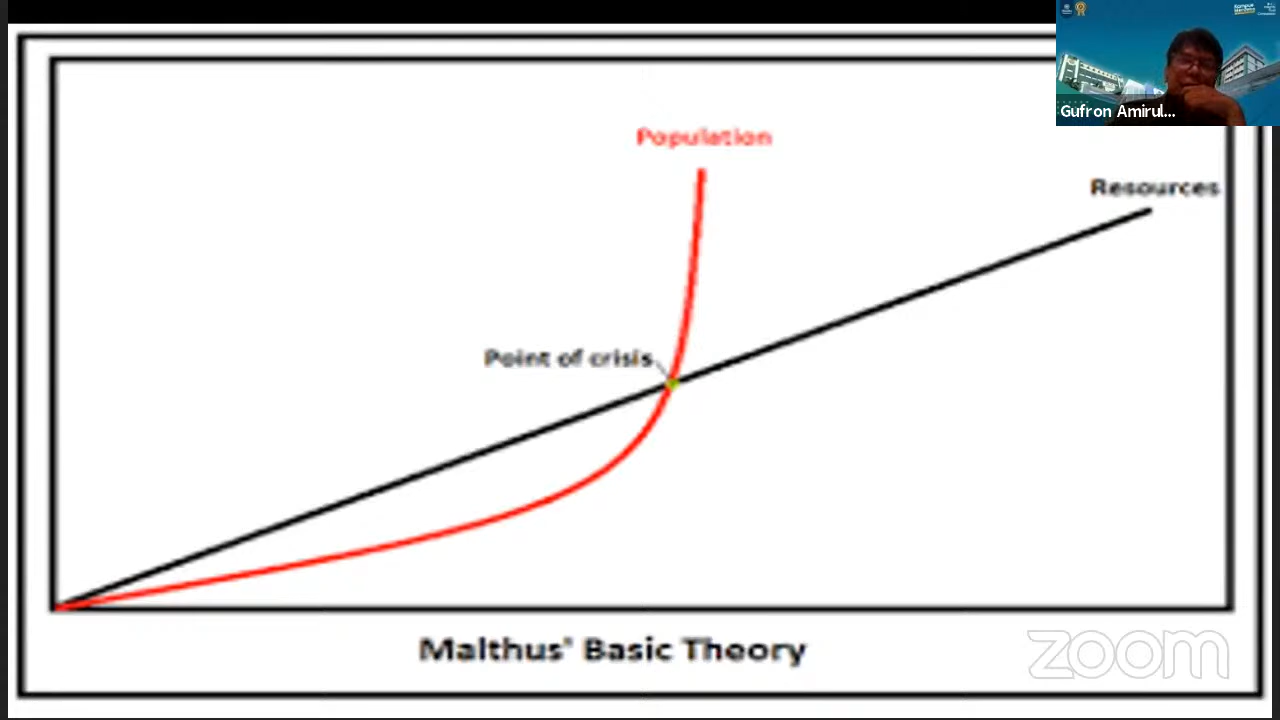 Population
Resources
Point of crisis
Malthus' Basic Theory
Gufron Amirul...
zoom